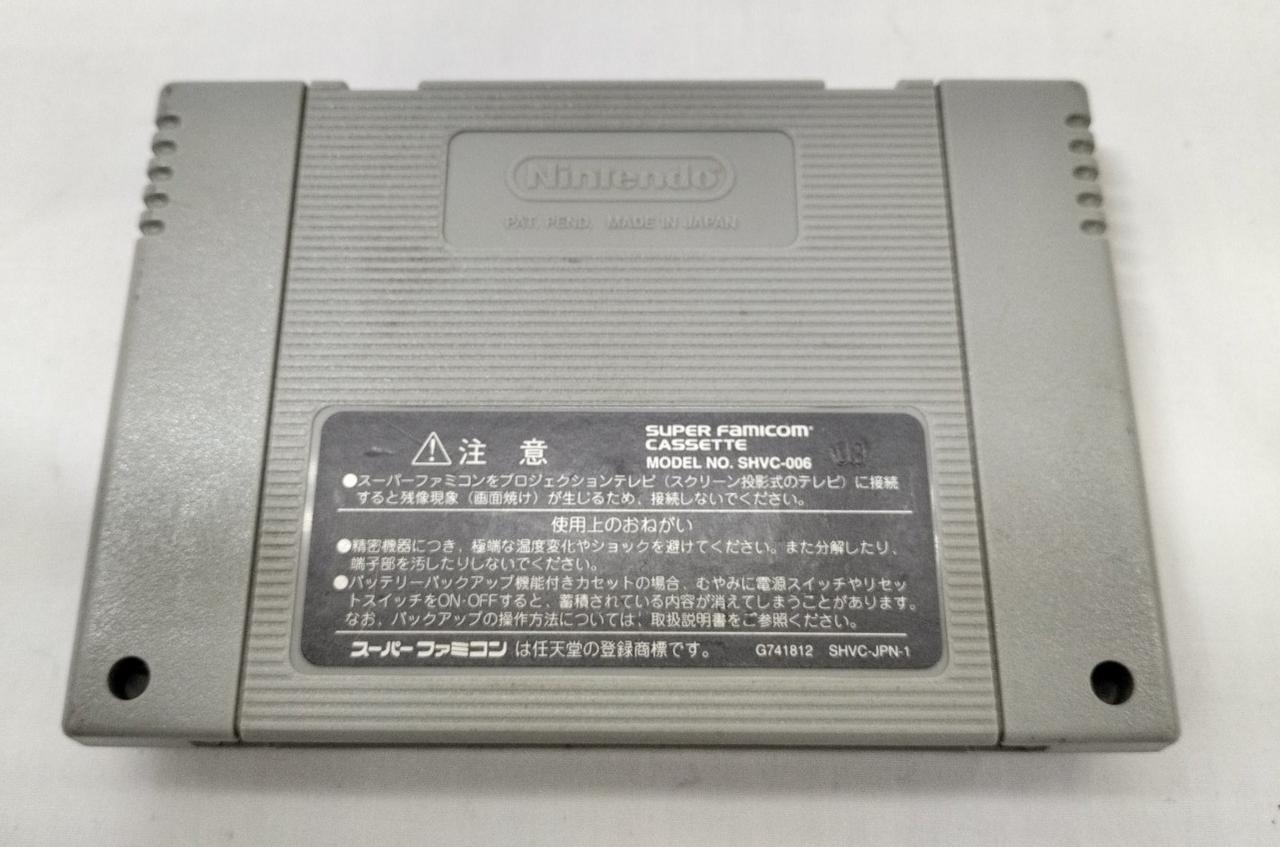 Nintendo
PAT. PEND. MADE IN JAPAN
注 意
SUPER FAMICOM
CASSETTE
MODEL NO. SHVC-006
●スーパーファミコンをプロジェクションテレビ（スクリーン投影式のテレビ）に接続
すると残像現象（画面焼け）が生じるため、接続しないでください。
使用上のおねがい
●精密機器につき、極端な温度変化やショックを避けてください。また分解したり、
端子部を汚したりしないでください。
●バッテリーバックアップ機能付きカセットの場合、むやみに電源スイッチやリセッ
トスイッチをON・OFFすると、蓄積されている内容が消えてしまうことがあります。
なお、バックアップの操作方法については、取扱説明書をご参照ください。
スーパーファミコン は任天堂の登録商標です。 G741812 SHVC-JPN-1